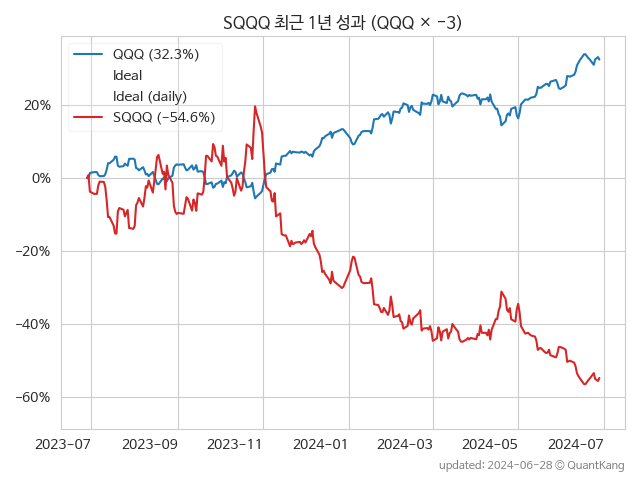 SQQQ 최근 1년 성과 (QQQ × −3)
QQQ (32.3%)
Ideal
Ideal (daily)
SQQQ (−54.6%)
20%
0%
−20%
−40%
−60%
2023-07 2023-09 2023-11 2024-01 2024-03 2024-05 2024-07
updated: 2024-06-28 © QuantKang